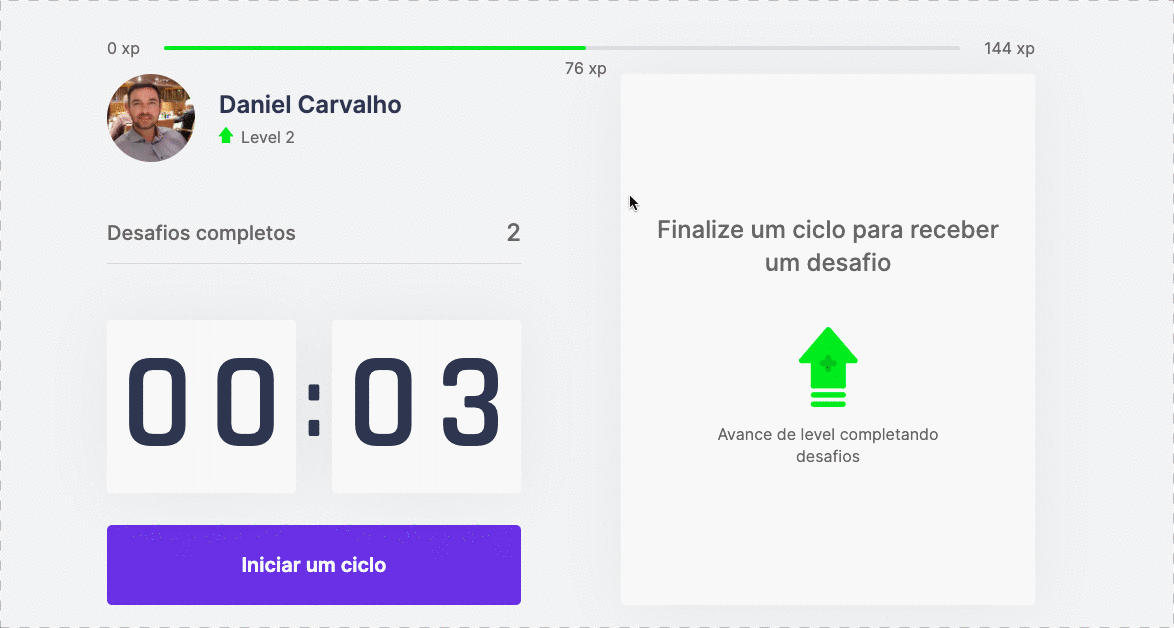 0 xp
144 xp
76 xp
Daniel Carvalho
Level 2
Desafios completos 2
00:03
Iniciar um ciclo
Finalize um ciclo para receber
um desafio
Avance de level completando
desafios